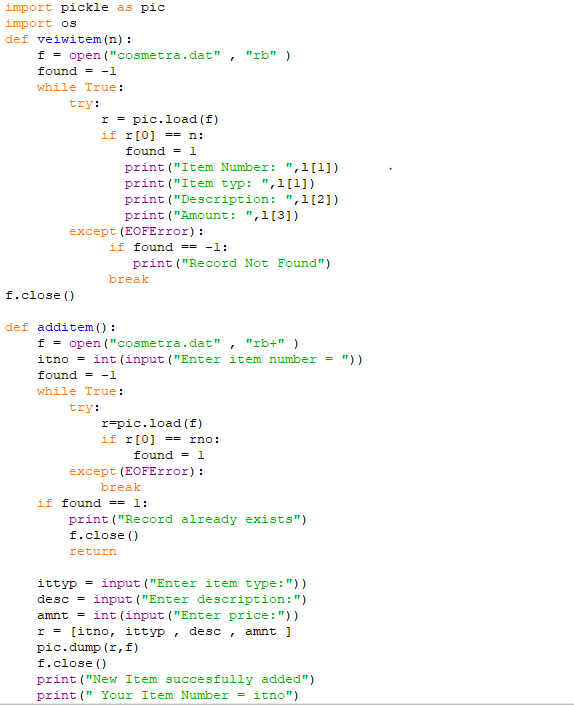 import pickle as pic
import os
def veiwitem(n):
    f = open("cosmetra.dat" , "rb" )
    found = -1
    while True:
        try:
            r = pic.load(f)
            if r[0] == n:
               found = 1
               print("Item Number: ",l[1])
               print("Item typ: ",l[1])
               print("Description: ",l[2])
               print("Amount: ",l[3])
        except(EOFError):
             if found == -1:
                print("Record Not Found")
             break
f.close()

def additem():
    f = open("cosmetra.dat" , "rb+" )
    itno = int(input("Enter item number = "))
    found = -1
    while True:
        try:
            r=pic.load(f)
            if r[0] == rno:
                found = 1
        except(EOFError):
            break
    if found == 1:
        print("Record already exists")
        f.close()
        return

    ittyp = input("Enter item type:"))
    desc = input("Enter description:")
    amnt = int(input("Enter price:"))
    r = [itno, ittyp , desc , amnt ]
    pic.dump(r,f)
    f.close()
    print("New Item succesfully added")
    print(" Your Item Number = itno")